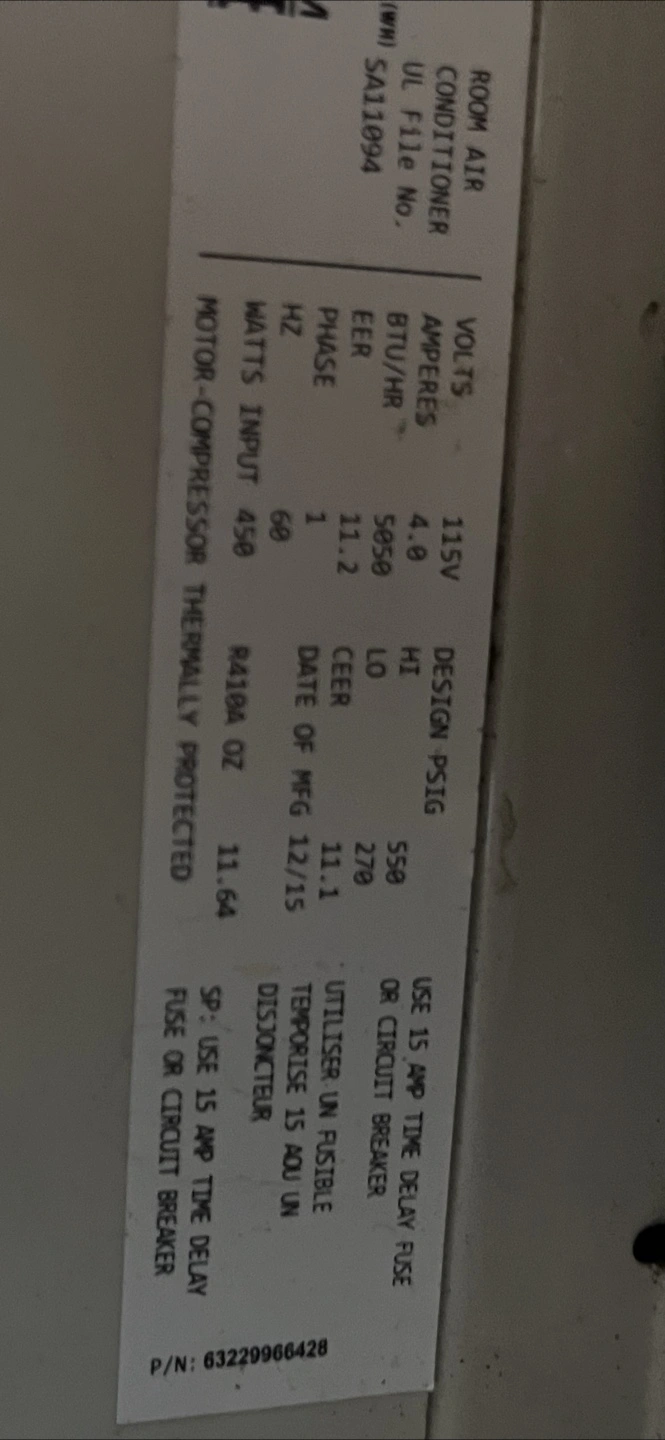 (WM)
ROOM AIR
CONDITIONER
UL File No.
SA11094
VOLTS 115V
AMPERES 4.0
BTU/HR 5050
EER 11.2
PHASE 1
HZ 60
WATTS INPUT 450
MOTOR-COMPRESSOR THERMALLY PROTECTED
DESIGN PSIG
HI 550
LO 270
CEER 11.1
DATE OF MFG 12/15
R410A OZ 11.64
USE 15 AMP TIME DELAY FUSE
OR CIRCUIT BREAKER
UTILISER UN FUSIBLE
TEMPORISE 15 AOU UN
DISJONCTEUR
SP: USE 15 AMP TIME DELAY
FUSE OR CIRCUIT BREAKER
P/N: 63229966428